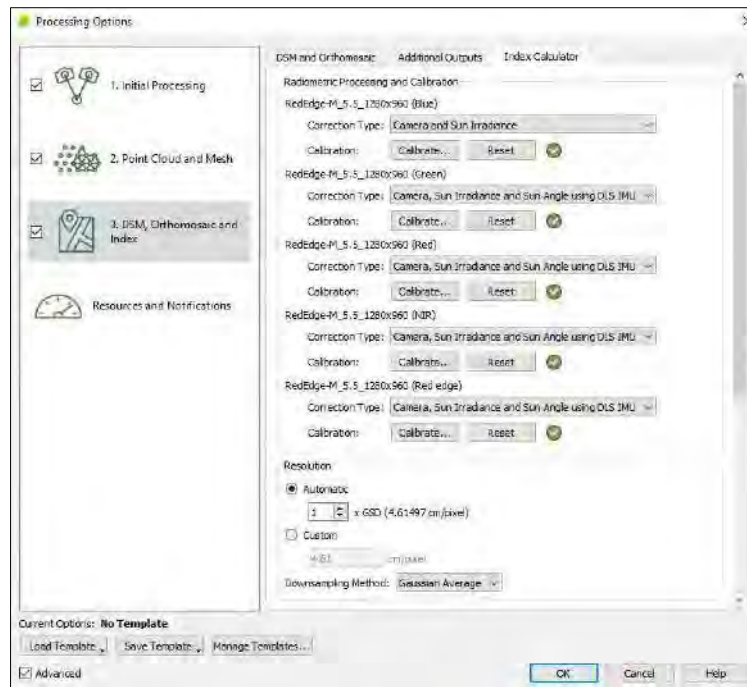 Processing Options
1. Initial Processing
2. Point Cloud and Mesh
3. DSM, Orthomosaic and
Index
Resources and Notifications
DSM and Orthomosaic Additional Outputs Index Calculator
Radiometric Processing and Calibration
RedEdge-M_5.5_1280x960 (Blue)
Correction Type: Camera and Sun Irradiance
Calibration: Calibrate... Reset
RedEdge-M_5.5_1280x960 (Green)
Correction Type: Camera, Sun Irradiance and Sun Angle using DLS IMU
Calibration: Calibrate... Reset
RedEdge-M_5.5_1280x960 (Red)
Correction Type: Camera, Sun Irradiance and Sun Angle using DLS IMU
Calibration: Calibrate... Reset
RedEdge-M_5.5_1280x960 (NIR)
Correction Type: Camera, Sun Irradiance and Sun Angle using DLS IMU
Calibration: Calibrate... Reset
RedEdge-M_5.5_1280x960 (Red edge)
Correction Type: Camera, Sun Irradiance and Sun Angle using DLS IMU
Calibration: Calibrate... Reset
Resolution
Automatic
1 x GSD (4.61497 cm/pixel)
Custom
cm/pixel
Downsampling Method: Gaussian Average
Current Options: No Template
Load Template Save Template Manage Templates...
Advanced OK Cancel Help